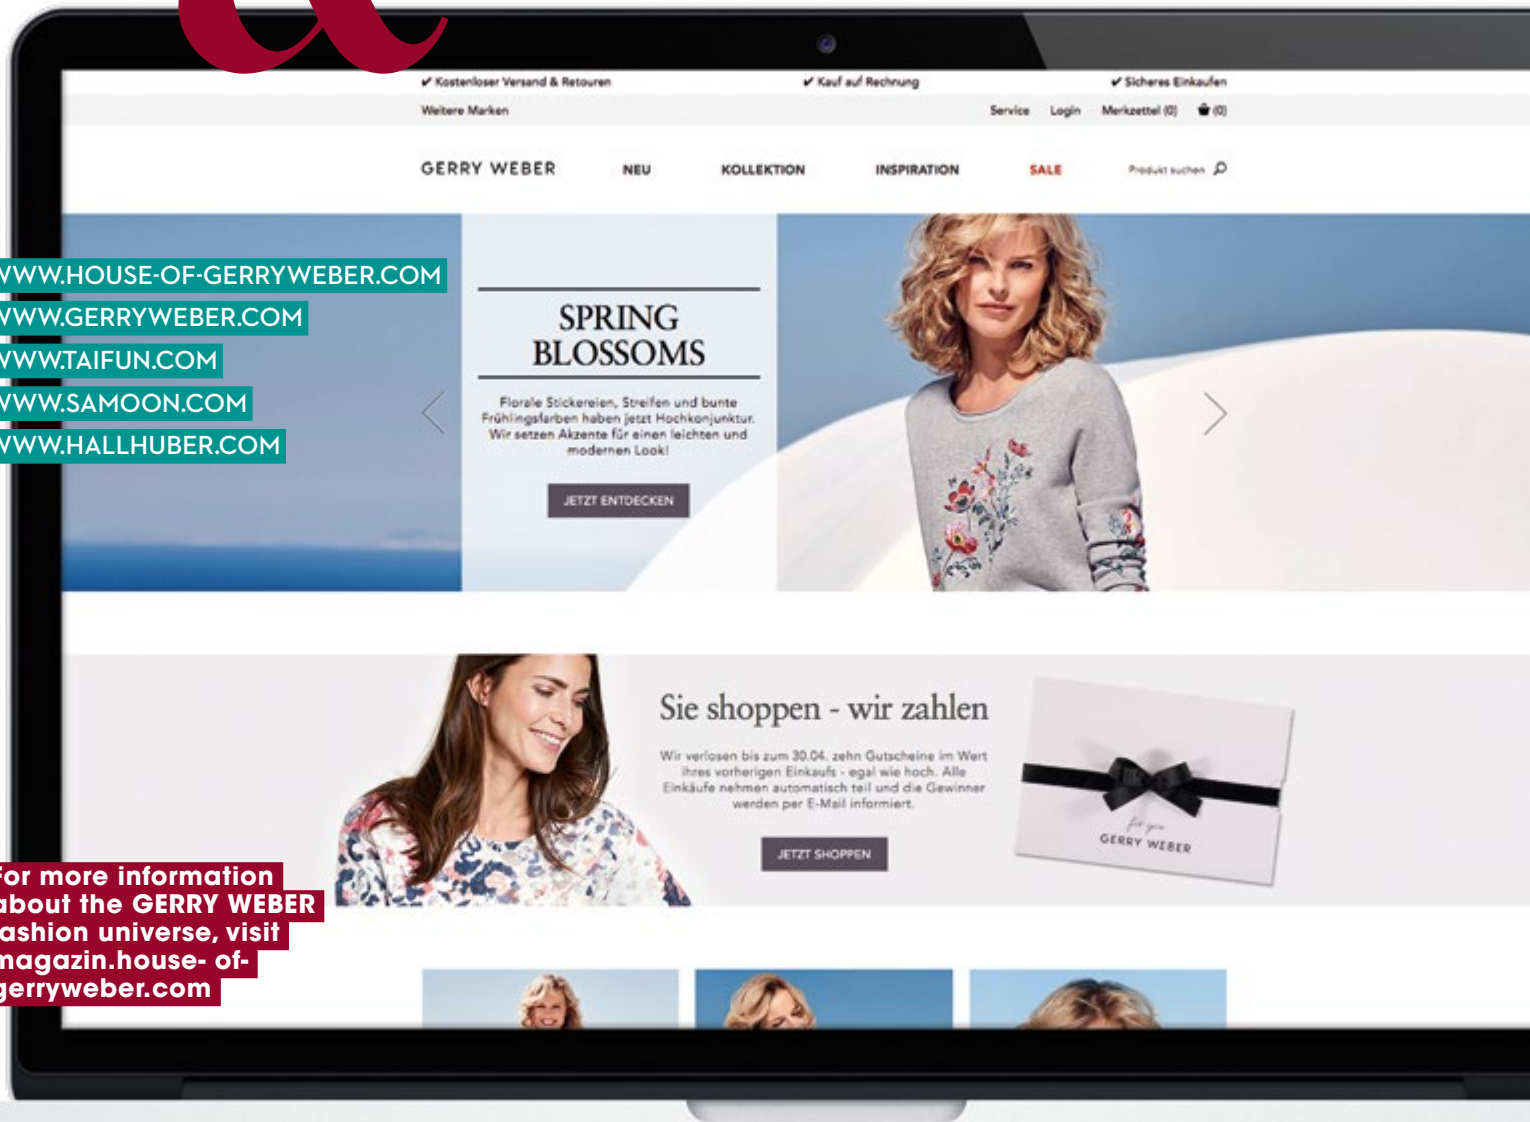 ✔ Kostenloser Versand & Retouren
✔ Kauf auf Rechnung
✔ Sicheres Einkaufen
Weitere Marken
Service Login Merkzettel (0) (0)
GERRY WEBER NEU KOLLEKTION INSPIRATION SALE Produkt suchen
WWW.HOUSE-OF-GERRYWEBER.COM
WWW.GERRYWEBER.COM
WWW.TAIFUN.COM
WWW.SAMOON.COM
WWW.HALLHUBER.COM
SPRING
BLOSSOMS
Florale Stickereien, Streifen und bunte
Frühlingsfarben haben jetzt Hochkonjunktur.
Wir setzen Akzente für einen leichten und
modernen Look!
JETZT ENTDECKEN
Sie shoppen - wir zahlen
Wir verlosen bis zum 30.04. zehn Gutscheine im Wert
ihres vorherigen Einkaufs - egal wie hoch. Alle
Einkäufe nehmen automatisch teil und die Gewinner
werden per E-Mail informiert.
JETZT SHOPPEN
for you
GERRY WEBER
For more information
about the GERRY WEBER
fashion universe, visit
magazin.house- of-
gerryweber.com